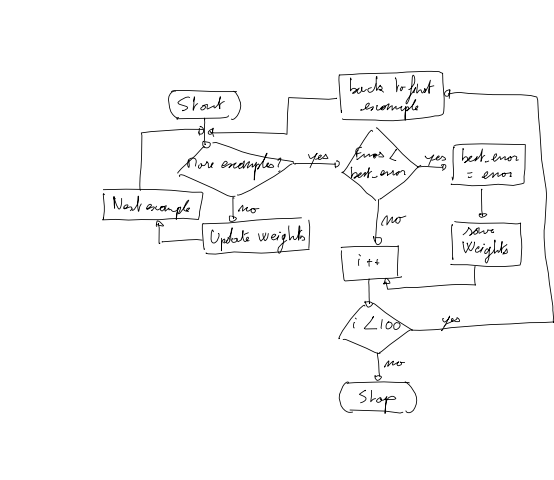 Start
back to first
example
More examples?
yes
Error <
best_error
yes
best_error
= error
Next example
no
Update Weights
no
save
Weights
i++
i < 100
yes
no
Stop